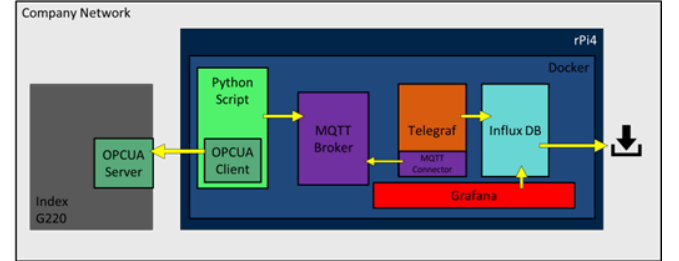 Company Network
rPi4
Docker
Python
Script
MQTT
Broker
Telegraf
Influx DB
OPCUA
Server
OPCUA
Client
MQTT
Connector
Grafana
Index
G220